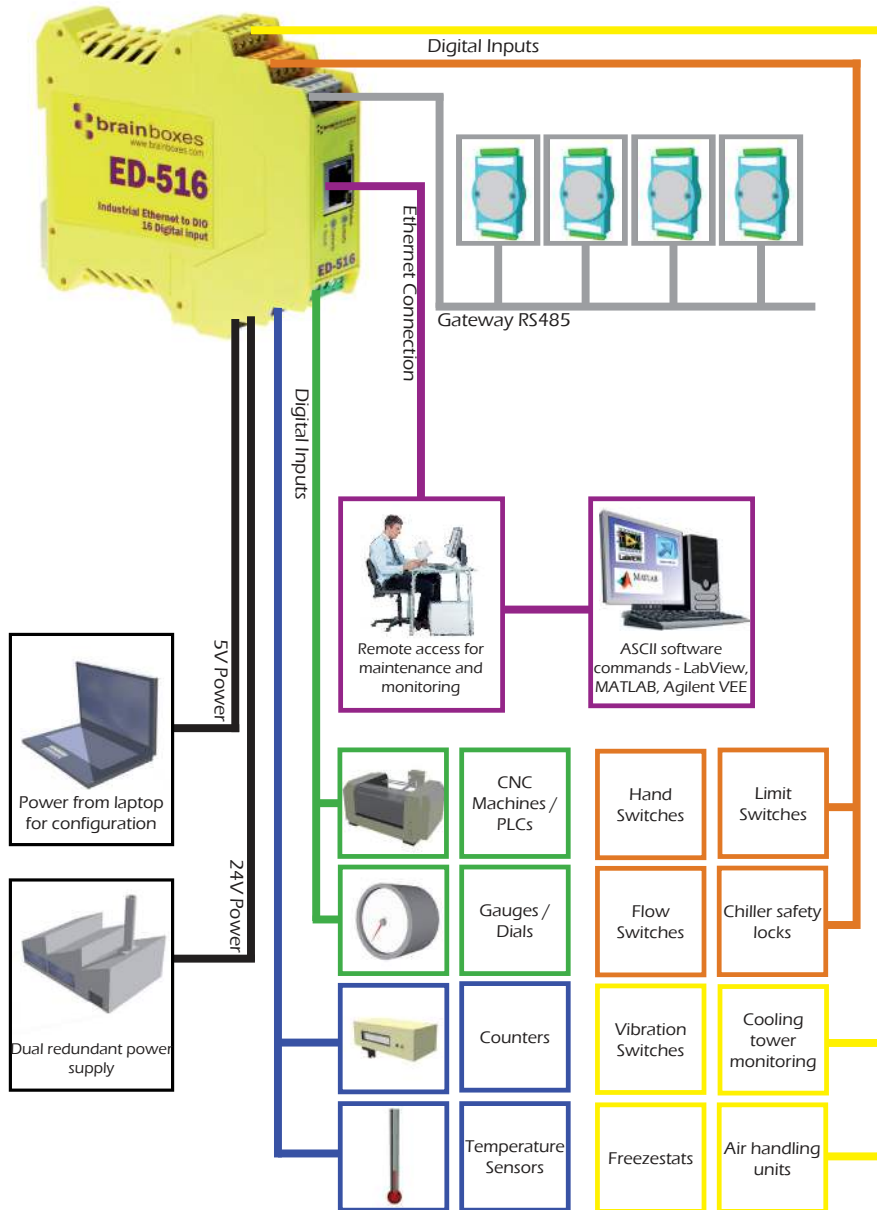 Digital Inputs
brainboxes
www.brainboxes.com
ED-516
Industrial Ethernet to DIO
16 Digital input
brainboxes
ED-516
Ethernet Connection
Gateway RS485
Digital Inputs
Remote access for
maintenance and
monitoring
LabVIEW
MATLAB
ASCII software
commands - LabView,
MATLAB, Agilent VEE
5V Power
Power from laptop
for configuration
24V Power
Dual redundant power
supply
CNC
Machines /
PLCs
Hand
Switches
Limit
Switches
Gauges /
Dials
Flow
Switches
Chiller safety
locks
Counters
Vibration
Switches
Cooling
tower
monitoring
Temperature
Sensors
Freezestats
Air handling
units